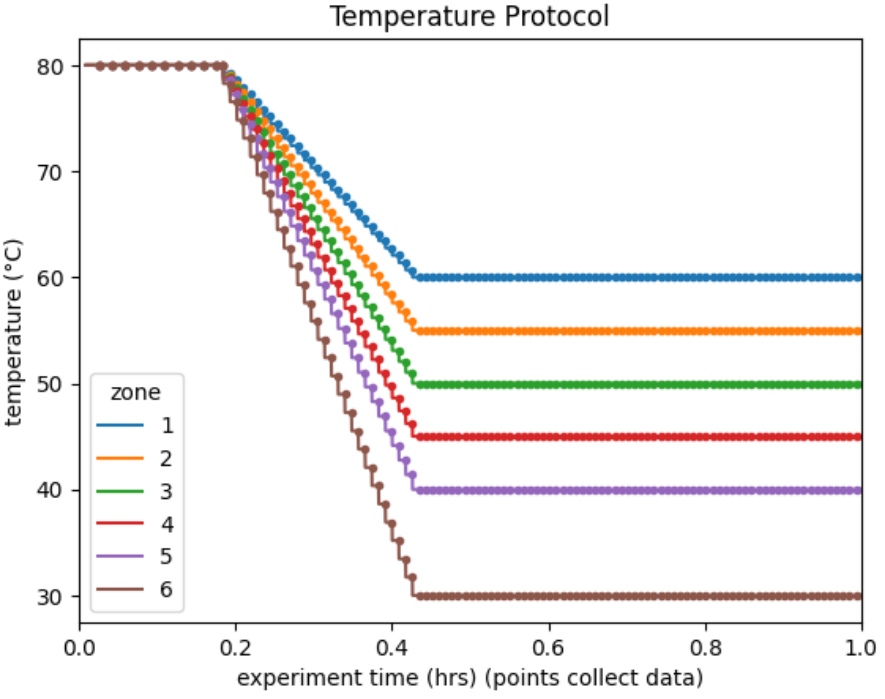 Temperature Protocol
80
70
60
50
40
30
temperature (°C)
zone
1
2
3
4
5
6
0.0 0.2 0.4 0.6 0.8 1.0
experiment time (hrs) (points collect data)